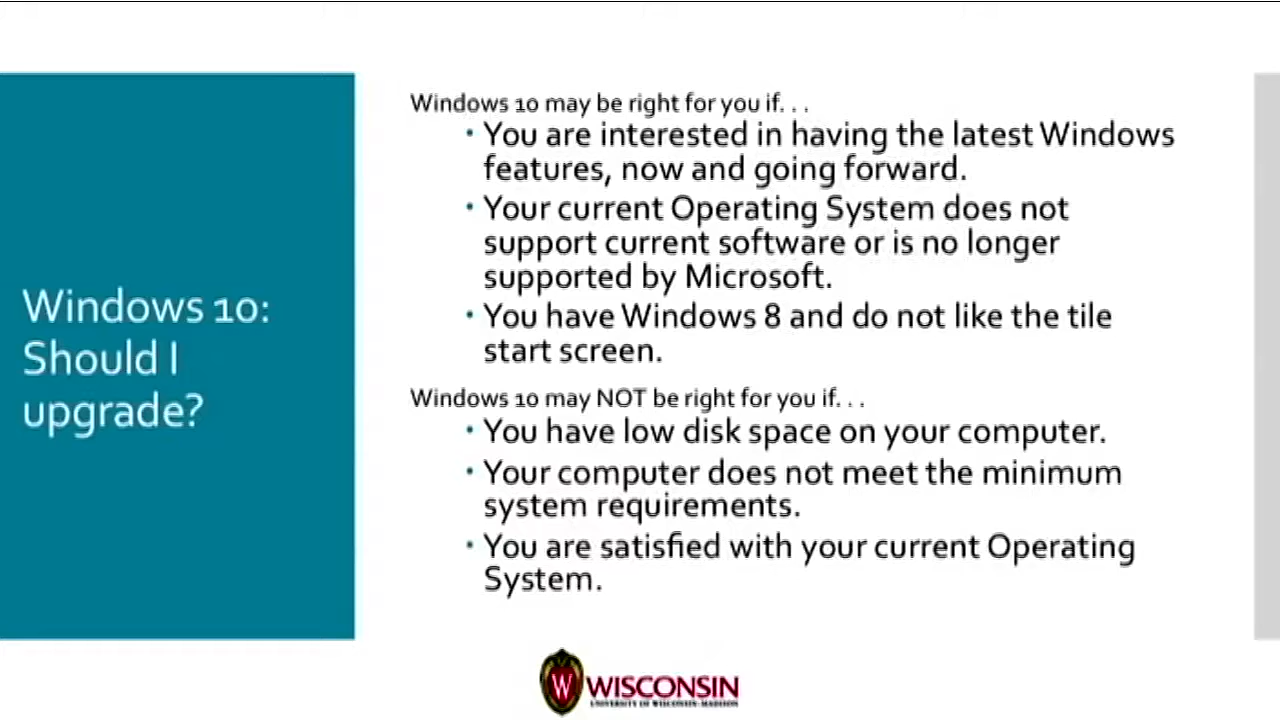 Windows 10:
Should I
upgrade?
Windows 10 may be right for you if. . .
• You are interested in having the latest Windows
features, now and going forward.
• Your current Operating System does not
support current software or is no longer
supported by Microsoft.
• You have Windows 8 and do not like the tile
start screen.
Windows 10 may NOT be right for you if. . .
• You have low disk space on your computer.
• Your computer does not meet the minimum
system requirements.
• You are satisfied with your current Operating
System.
W
WISCONSIN
UNIVERSITY OF WISCONSIN–MADISON